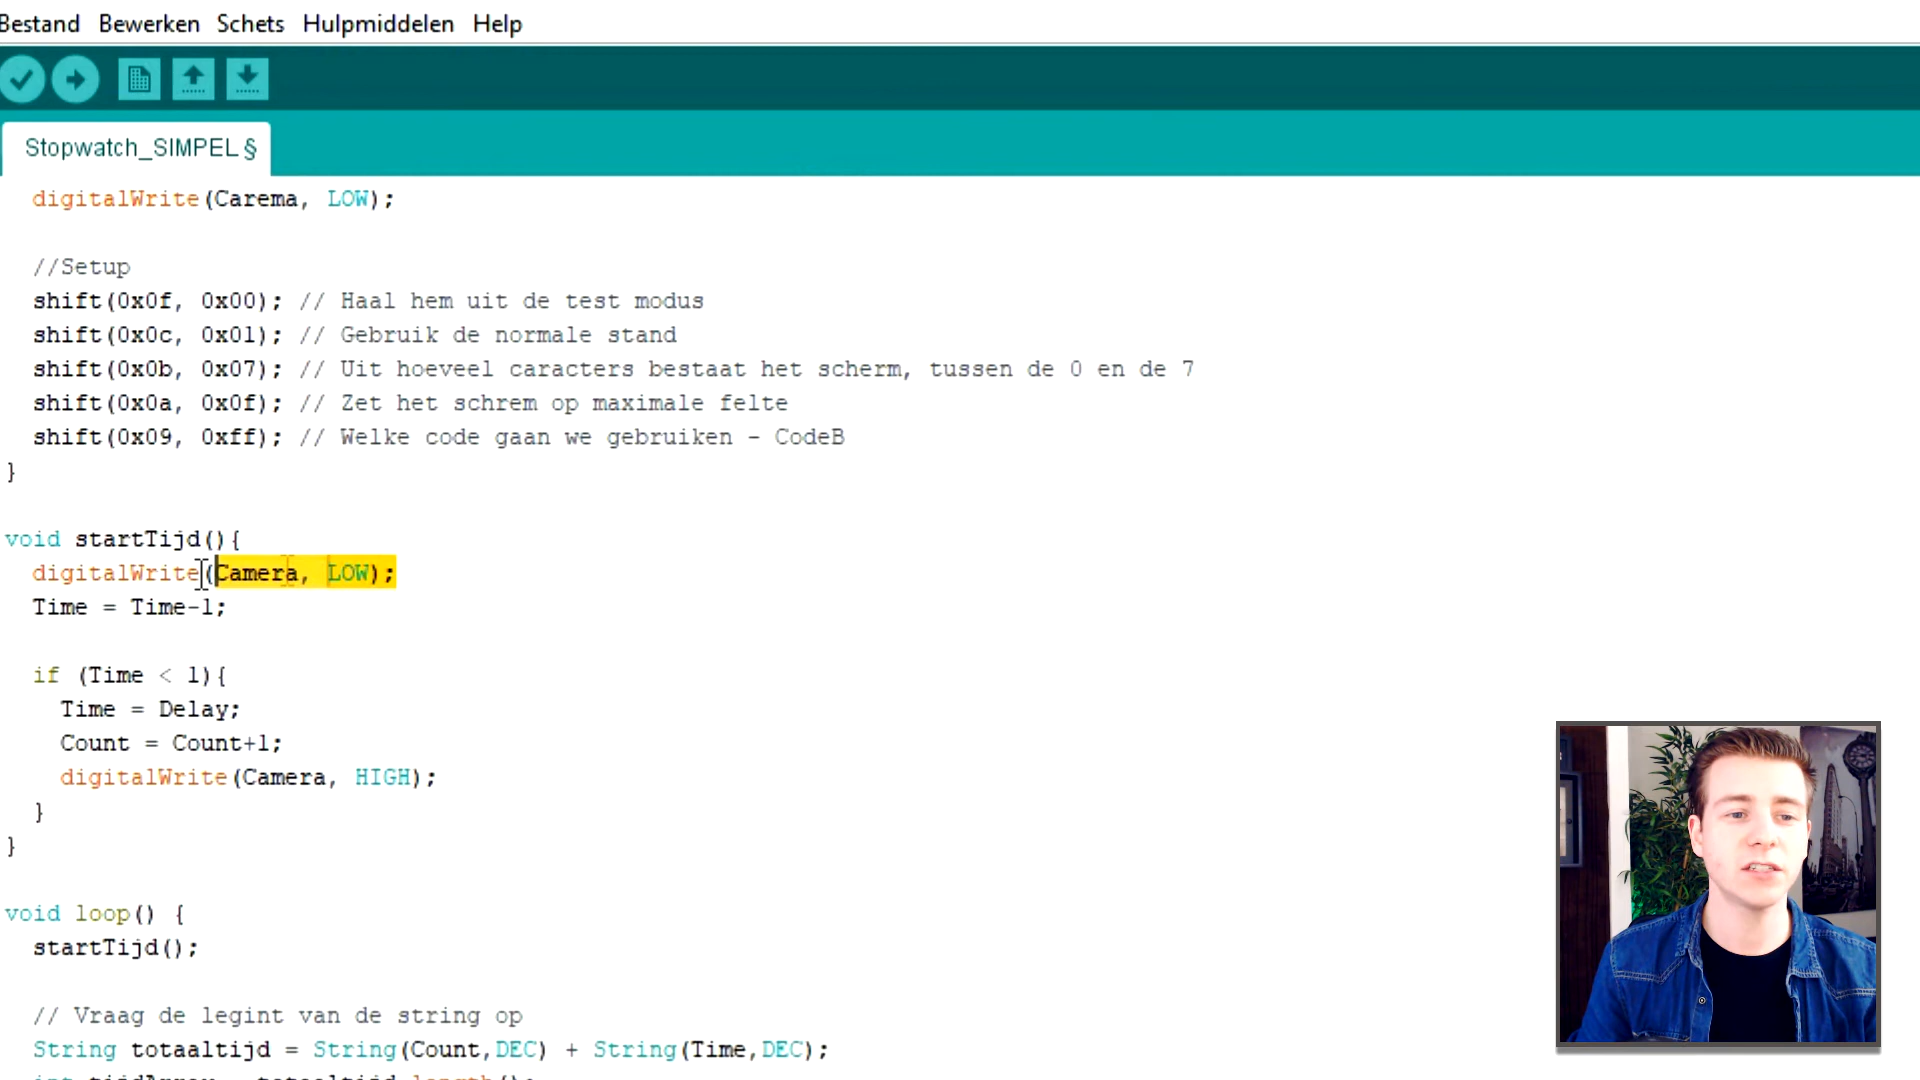 Bestand Bewerken Schets Hulpmiddelen Help
Stopwatch_SIMPEL §
digitalWrite(Carema, LOW);
//Setup
shift(0x0f, 0x00); // Haal hem uit de test modus
shift(0x0c, 0x01); // Gebruik de normale stand
shift(0x0b, 0x07); // Uit hoeveel caracters bestaat het scherm, tussen de 0 en de 7
shift(0x0a, 0x0f); // Zet het schrem op maximale felte
shift(0x09, 0xff); // Welke code gaan we gebruiken - CodeB
}
void startTijd(){
digitalWrite(Camera, LOW);
Time = Time-1;
if (Time < 1){
Time = Delay;
Count = Count+1;
digitalWrite(Camera, HIGH);
}
}
void loop() {
startTijd();
// Vraag de legint van de string op
String totaaltijd = String(Count,DEC) + String(Time,DEC);